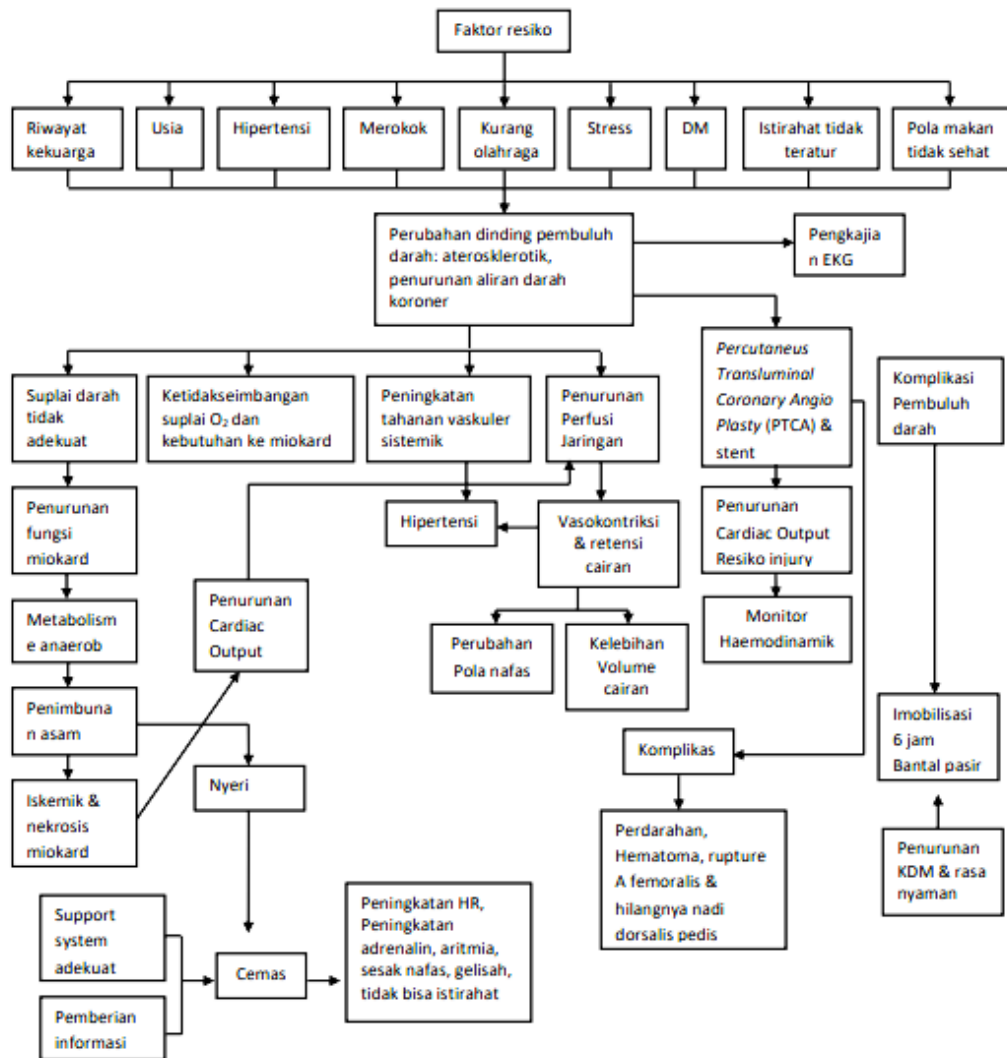 Faktor resiko
Riwayat
kekuarga
Usia
Hipertensi
Merokok
Kurang
olahraga
Stress
DM
Istirahat tidak
teratur
Pola makan
tidak sehat
Perubahan dinding pembuluh
darah: aterosklerotik,
penurunan aliran darah
koroner
Pengkajia
n EKG
Suplai darah
tidak
adekuat
Ketidakseimbangan
suplai O₂ dan
kebutuhan ke miokard
Peningkatan
tahanan vaskuler
sistemik
Penurunan
Perfusi
Jaringan
Percutaneus
Transluminal
Coronary Angio
Plasty (PTCA) &
stent
Komplikasi
Pembuluh
darah
Penurunan
fungsi
miokard
Hipertensi
Vasokontriksi
& retensi
cairan
Penurunan
Cardiac Output
Resiko injury
Metabolism
e anaerob
Penurunan
Cardiac
Output
Perubahan
Pola nafas
Kelebihan
Volume
cairan
Monitor
Haemodinamik
Penimbuna
n asam
Nyeri
Komplikas
Imobilisasi
6 jam
Bantal pasir
Iskemik &
nekrosis
miokard
Perdarahan,
Hematoma, rupture
A femoralis &
hilangnya nadi
dorsalis pedis
Penurunan
KDM & rasa
nyaman
Support
system
adekuat
Pemberian
informasi
Cemas
Peningkatan HR,
Peningkatan
adrenalin, aritmia,
sesak nafas, gelisah,
tidak bisa istirahat